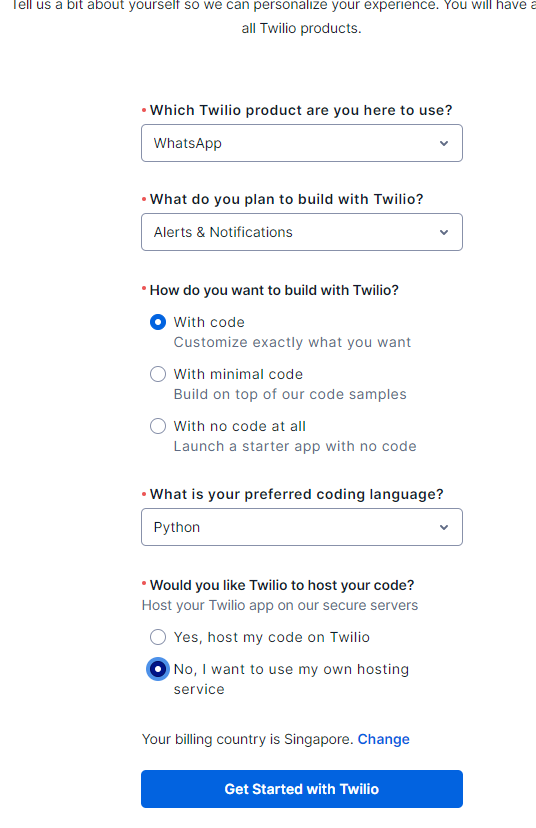 Tell us a bit about yourself so we can personalize your experience. You will have a
all Twilio products.
* Which Twilio product are you here to use?
WhatsApp
* What do you plan to build with Twilio?
Alerts & Notifications
* How do you want to build with Twilio?
With code
Customize exactly what you want
With minimal code
Build on top of our code samples
With no code at all
Launch a starter app with no code
* What is your preferred coding language?
Python
* Would you like Twilio to host your code?
Host your Twilio app on our secure servers
Yes, host my code on Twilio
No, I want to use my own hosting
service
Your billing country is Singapore. Change
Get Started with Twilio